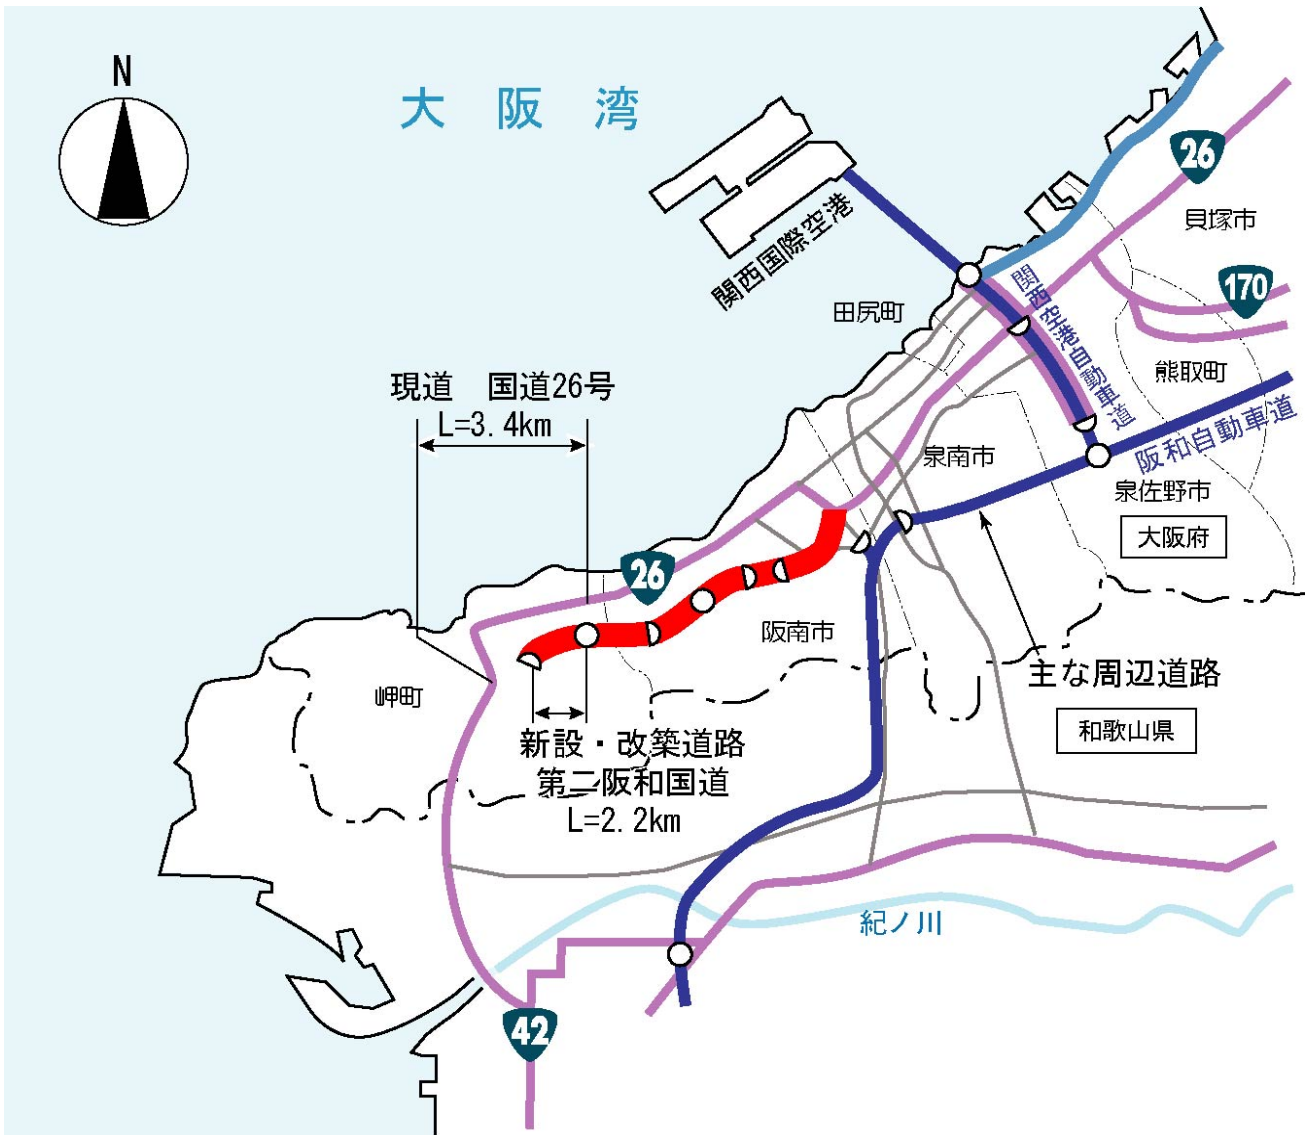 N
大阪湾
26
貝塚市
関西国際空港
170
関西空港自動車道
田尻町
熊取町
現道 国道26号
L=3.4km
阪和自動車道
泉南市
泉佐野市
大阪府
26
阪南市
主な周辺道路
岬町
和歌山県
新設・改築道路
第二阪和国道
L=2.2km
紀ノ川
42